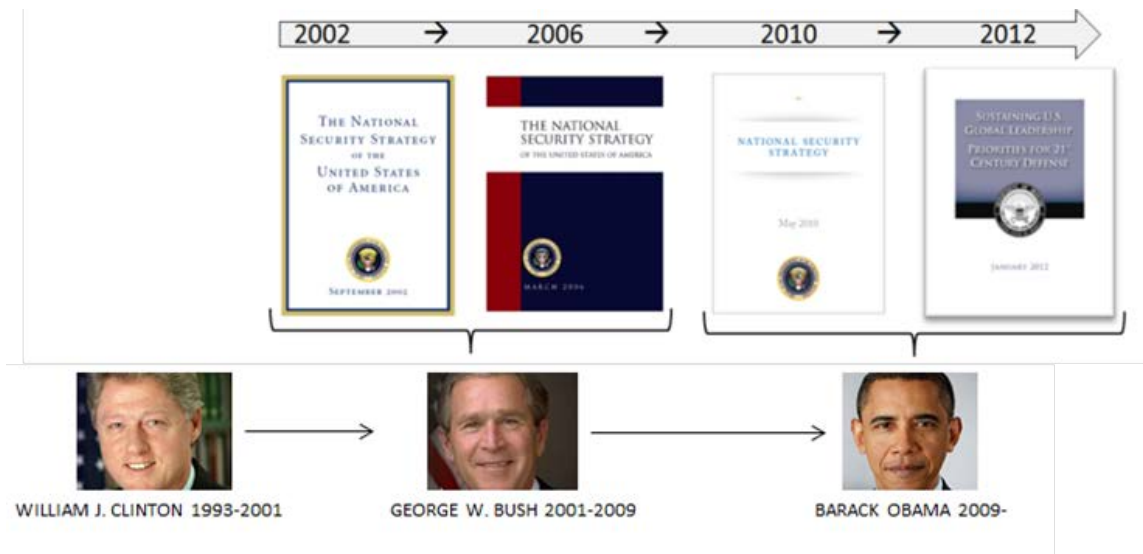 2002 → 2006 → 2010 → 2012
THE NATIONAL
SECURITY STRATEGY
OF THE
UNITED STATES
OF AMERICA
SEPTEMBER 2002
THE NATIONAL
SECURITY STRATEGY
OF THE UNITED STATES OF AMERICA
MARCH 2006
NATIONAL SECURITY
STRATEGY
May 2010
SUSTAINING U.S.
GLOBAL LEADERSHIP
PRIORITIES FOR 21ST
CENTURY DEFENSE
JANUARY 2012
WILLIAM J. CLINTON 1993-2001
GEORGE W. BUSH 2001-2009
BARACK OBAMA 2009-